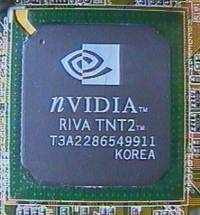 nVIDIA™
RIVA TNT2™
T3A2286549911
KOREA